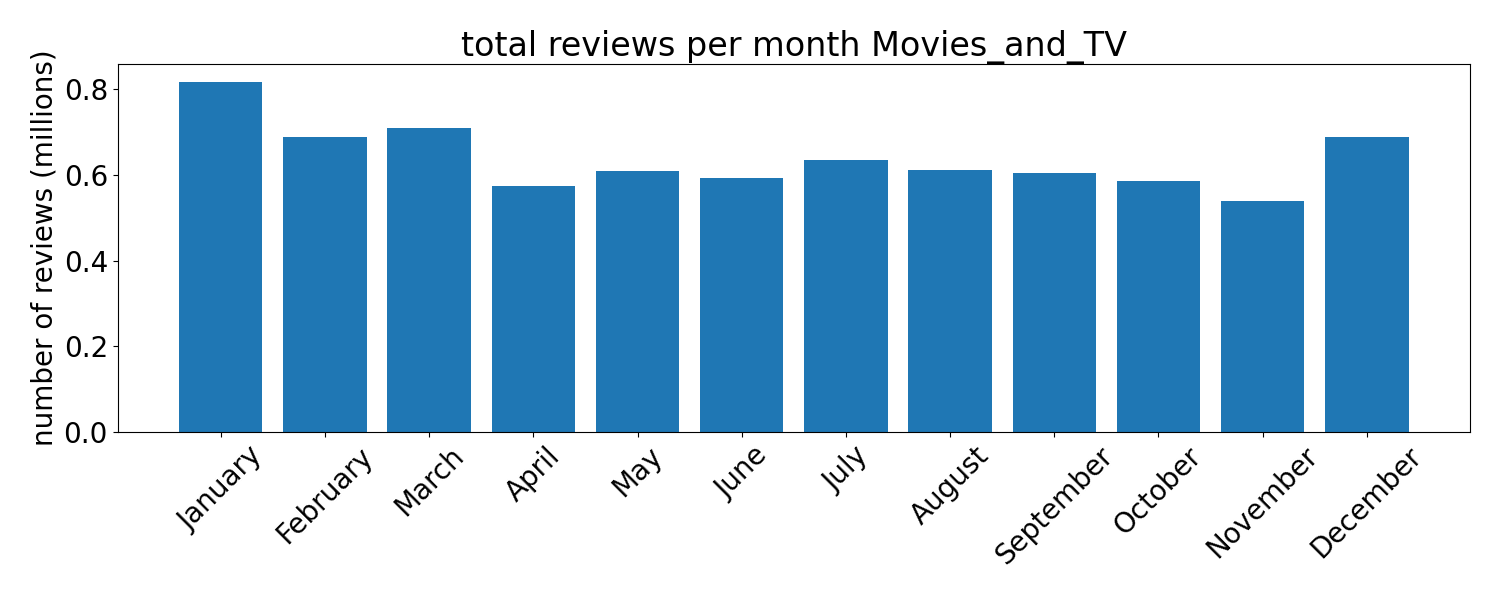 total reviews per month Movies_and_TV
number of reviews (millions)
0.8
0.6
0.4
0.2
0.0
January
February
March
April
May
June
July
August
September
October
November
December